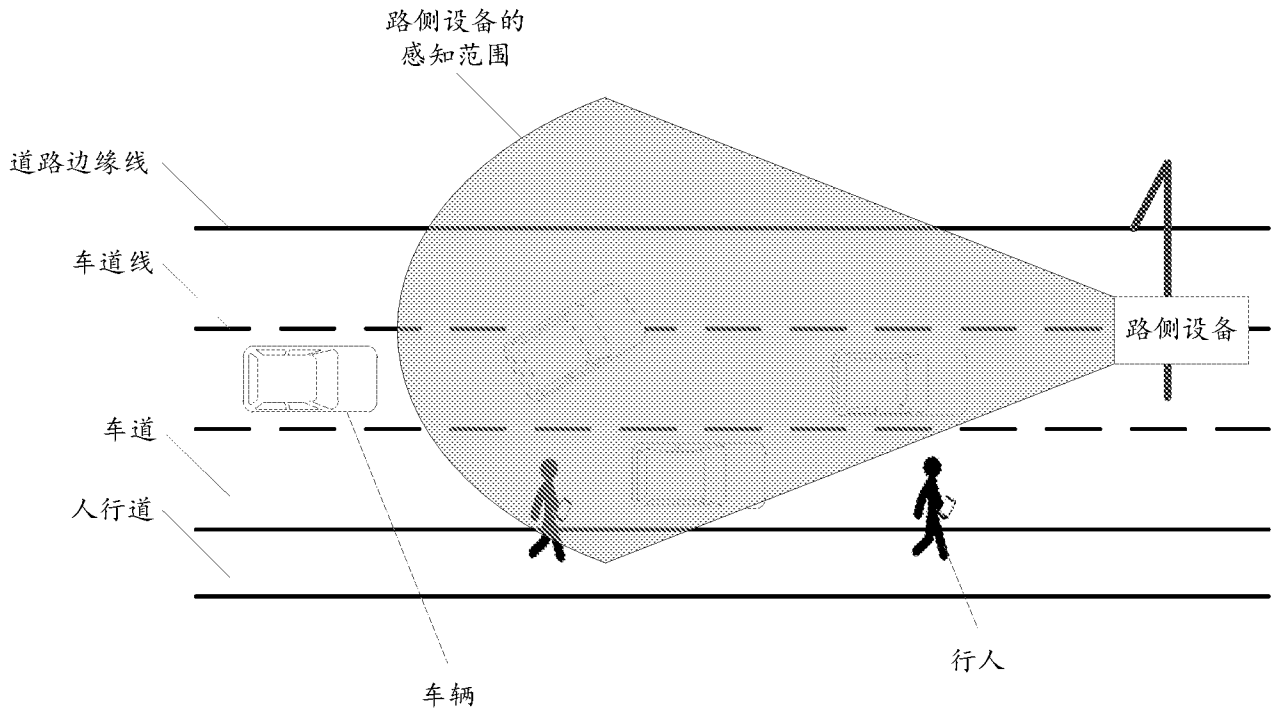 路侧设备的
感知范围
道路边缘线
车道线
路侧设备
车道
人行道
行人
车辆